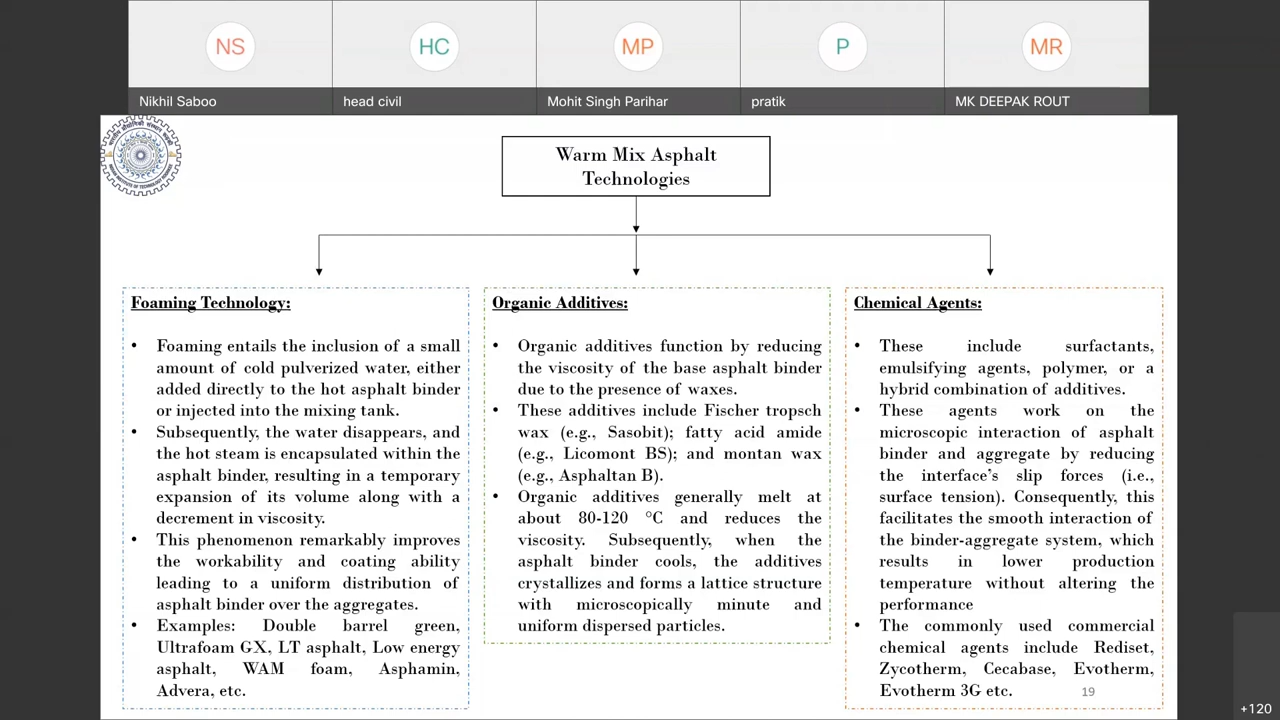 NS
HC
MP
P
MR
Nikhil Saboo
head civil
Mohit Singh Parihar
pratik
MK DEEPAK ROUT
Warm Mix Asphalt
Technologies
Foaming Technology:
• Foaming entails the inclusion of a small
amount of cold pulverized water, either
added directly to the hot asphalt binder
or injected into the mixing tank.
• Subsequently, the water disappears, and
the hot steam is encapsulated within the
asphalt binder, resulting in a temporary
expansion of its volume along with a
decrement in viscosity.
• This phenomenon remarkably improves
the workability and coating ability
leading to a uniform distribution of
asphalt binder over the aggregates.
• Examples: Double barrel green,
Ultrafoam GX, LT asphalt, Low energy
asphalt, WAM foam, Asphamin,
Advera, etc.
Organic Additives:
• Organic additives function by reducing
the viscosity of the base asphalt binder
due to the presence of waxes.
• These additives include Fischer tropsch
wax (e.g., Sasobit); fatty acid amide
(e.g., Licomont BS); and montan wax
(e.g., Asphaltan B).
• Organic additives generally melt at
about 80-120 °C and reduces the
viscosity. Subsequently, when the
asphalt binder cools, the additives
crystallizes and forms a lattice structure
with microscopically minute and
uniform dispersed particles.
Chemical Agents:
• These include surfactants,
emulsifying agents, polymer, or a
hybrid combination of additives.
• These agents work on the
microscopic interaction of asphalt
binder and aggregate by reducing
the interface's slip forces (i.e.,
surface tension). Consequently, this
facilitates the smooth interaction of
the binder-aggregate system, which
results in lower production
temperature without altering the
performance
• The commonly used commercial
chemical agents include Rediset,
Zycotherm, Cecabase, Evotherm,
Evotherm 3G etc.
19
+120